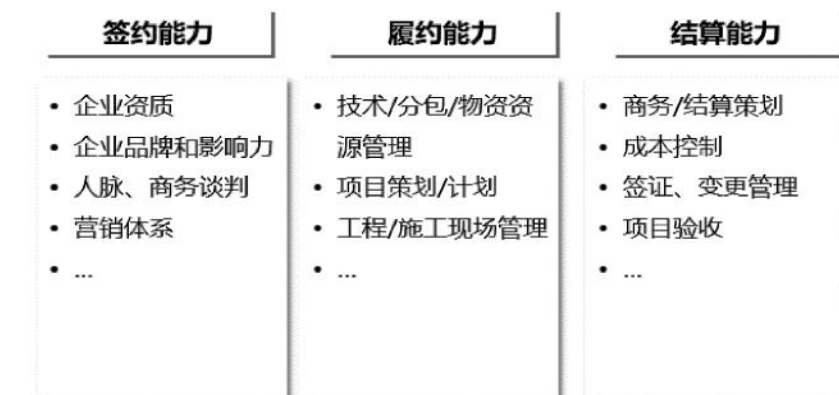 签约能力
• 企业资质
• 企业品牌和影响力
• 人脉、商务谈判
• 营销体系
• ...
履约能力
• 技术/分包/物资资
源管理
• 项目策划/计划
• 工程/施工现场管理
• ...
结算能力
• 商务/结算策划
• 成本控制
• 签证、变更管理
• 项目验收
• ...